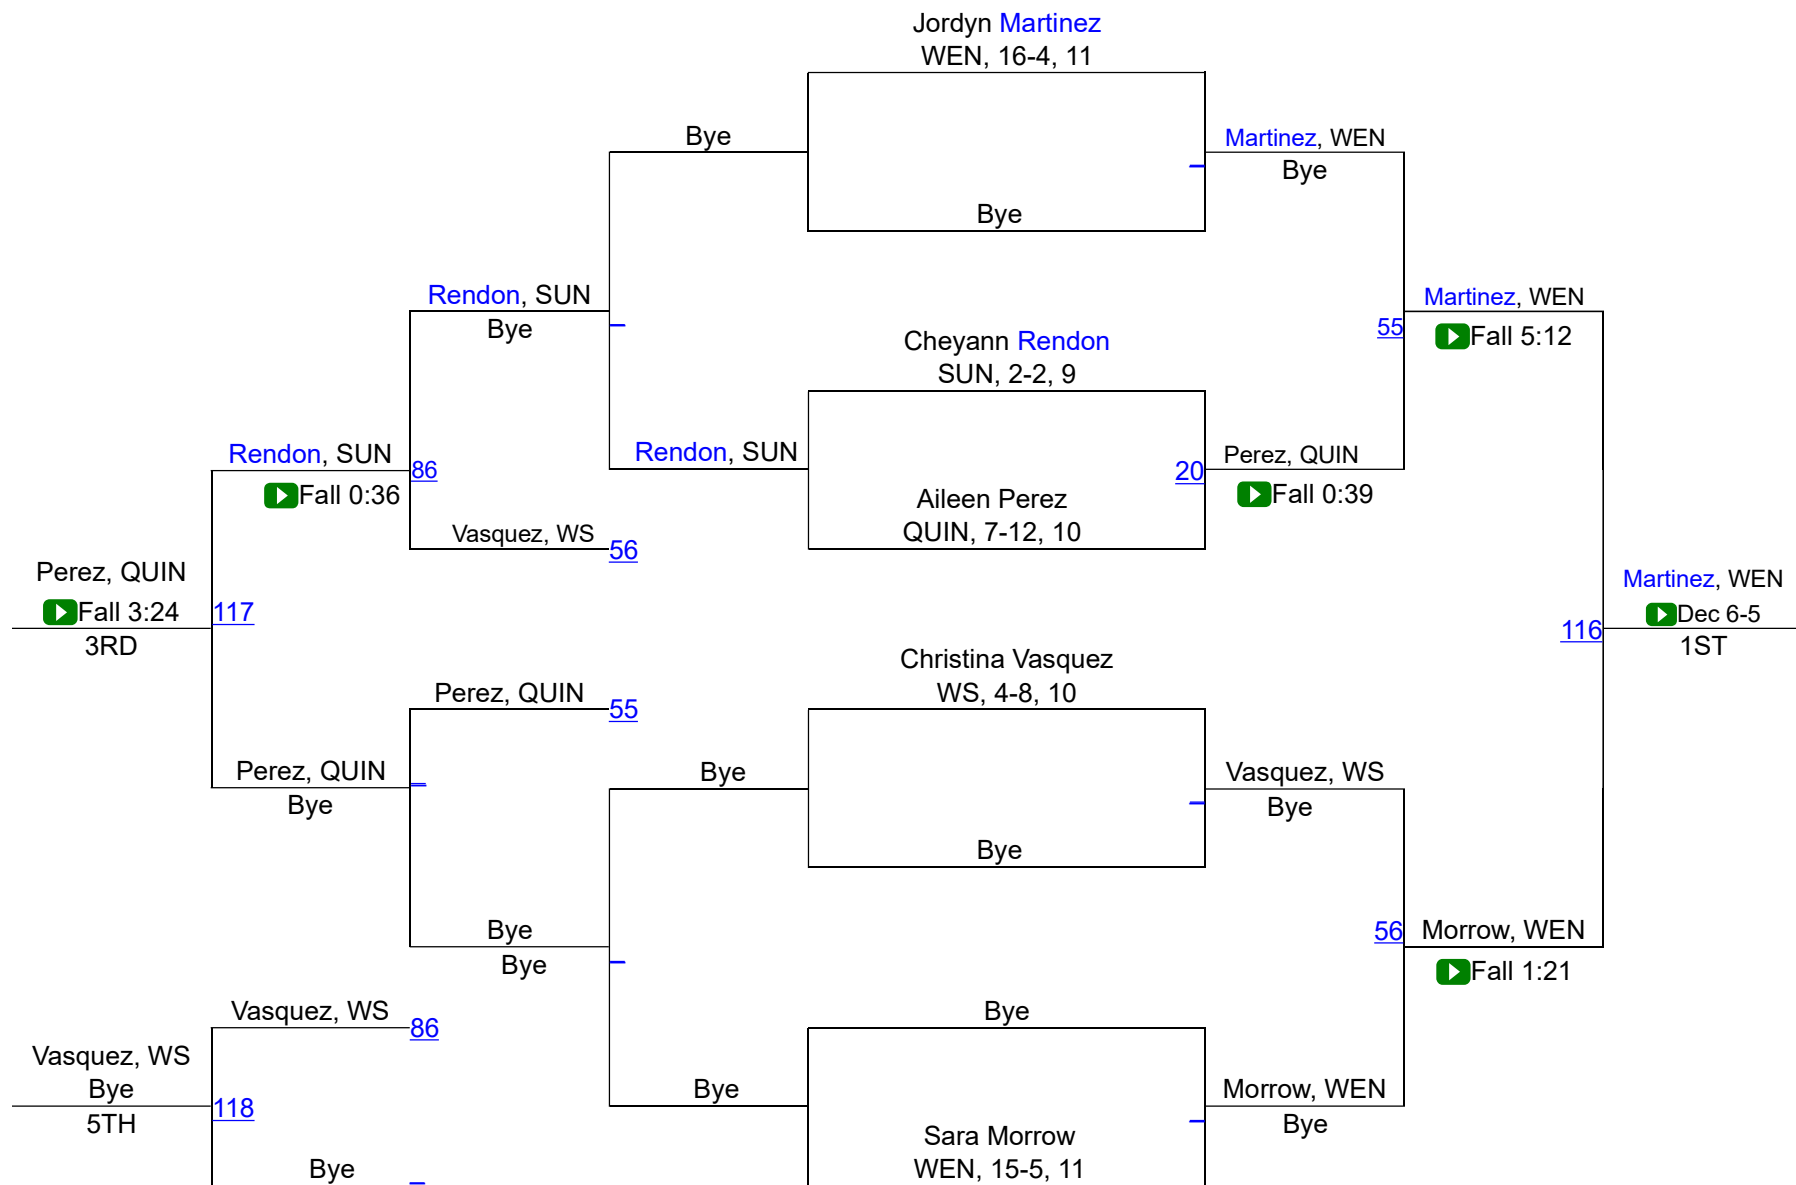 Jordyn Martinez
WEN, 16-4, 11
Bye
Martinez, WEN
Bye
Bye
Rendon, SUN
Bye
Martinez, WEN
55
Fall 5:12
Cheyann Rendon
SUN, 2-2, 9
Rendon, SUN
86
Fall 0:36
Rendon, SUN
20
Perez, QUIN
Fall 0:39
Aileen Perez
QUIN, 7-12, 10
Vasquez, WS
56
Perez, QUIN
Fall 3:24
117
3RD
Martinez, WEN
Dec 6-5
116
1ST
Christina Vasquez
WS, 4-8, 10
Perez, QUIN
55
Perez, QUIN
Bye
Bye
Vasquez, WS
Bye
Bye
Bye
Bye
56
Morrow, WEN
Fall 1:21
Vasquez, WS
86
Bye
Vasquez, WS
Bye
118
5TH
Bye
Morrow, WEN
Bye
Sara Morrow
WEN, 15-5, 11
Bye